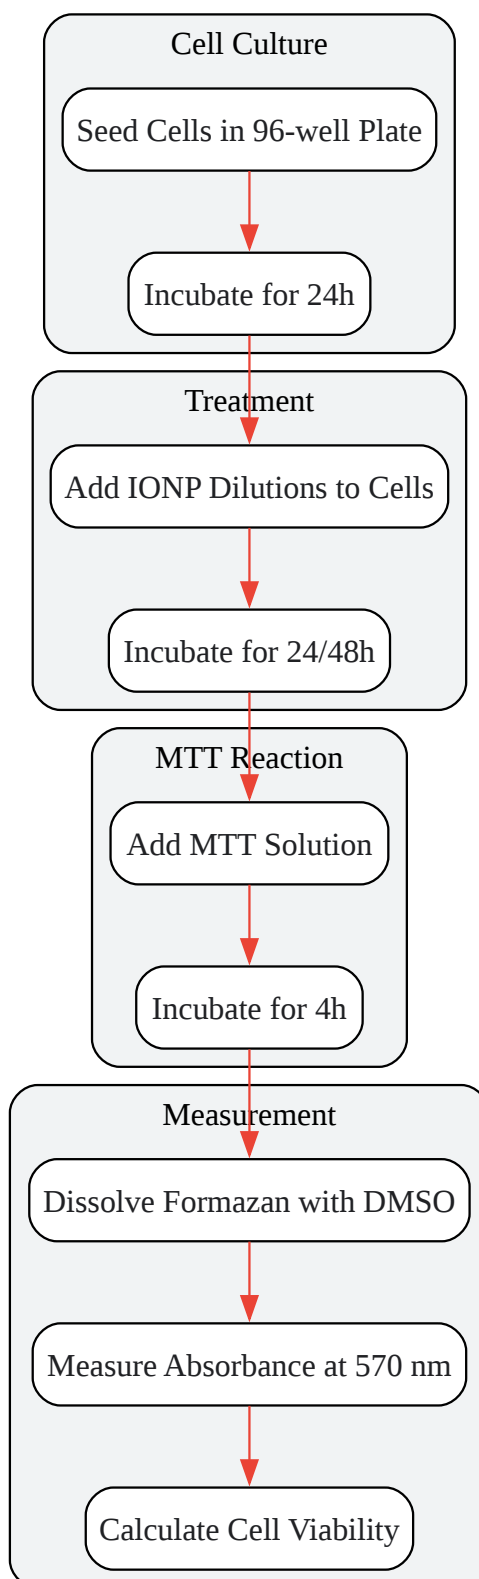 Cell Culture
Seed Cells in 96-well Plate
Incubate for 24h
Treatment
Add IONP Dilutions to Cells
Incubate for 24/48h
MTT Reaction
Add MTT Solution
Incubate for 4h
Measurement
Dissolve Formazan with DMSO
Measure Absorbance at 570 nm
Calculate Cell Viability